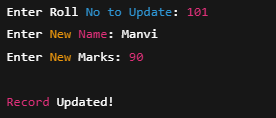 Enter Roll No to Update: 101
Enter New Name: Manvi
Enter New Marks: 90
Record Updated!